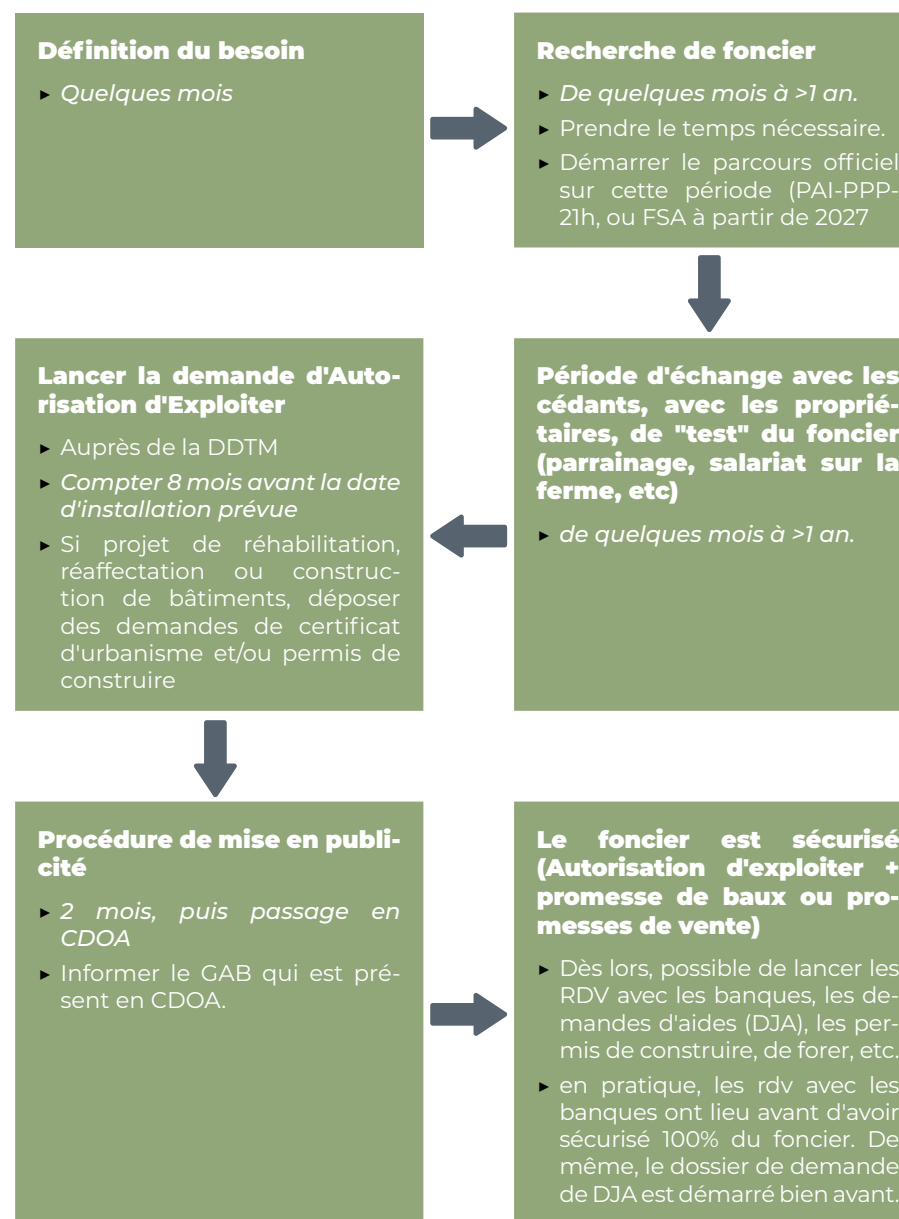 Définition du besoin
► Quelques mois
Recherche de foncier
► De quelques mois à >1 an.
► Prendre le temps nécessaire.
► Démarrer le parcours officiel
sur cette période (PAI-PPP-
21h, ou FSA à partir de 2027
Période d'échange avec les
cédants, avec les proprié-
taires, de "test" du foncier
(parrainage, salariat sur la
ferme, etc)
► de quelques mois à >1 an.
Lancer la demande d'Auto-
risation d'Exploiter
► Auprès de la DDTM
► Compter 8 mois avant la date
d'installation prévue
► Si projet de réhabilitation,
réaffectation ou construc-
tion de bâtiments, déposer
des demandes de certificat
d'urbanisme et/ou permis de
construire
Procédure de mise en publi-
cité
► 2 mois, puis passage en
CDOA
► Informer le GAB qui est pré-
sent en CDOA.
Le foncier est sécurisé
(Autorisation d'exploiter +
promesse de baux ou pro-
messes de vente)
► Dès lors, possible de lancer les
RDV avec les banques, les de-
mandes d'aides (DJA), les per-
mis de construire, de forer, etc.
► en pratique, les rdv avec les
banques ont lieu avant d'avoir
sécurisé 100% du foncier. De
même, le dossier de demande
de DJA est démarré bien avant.